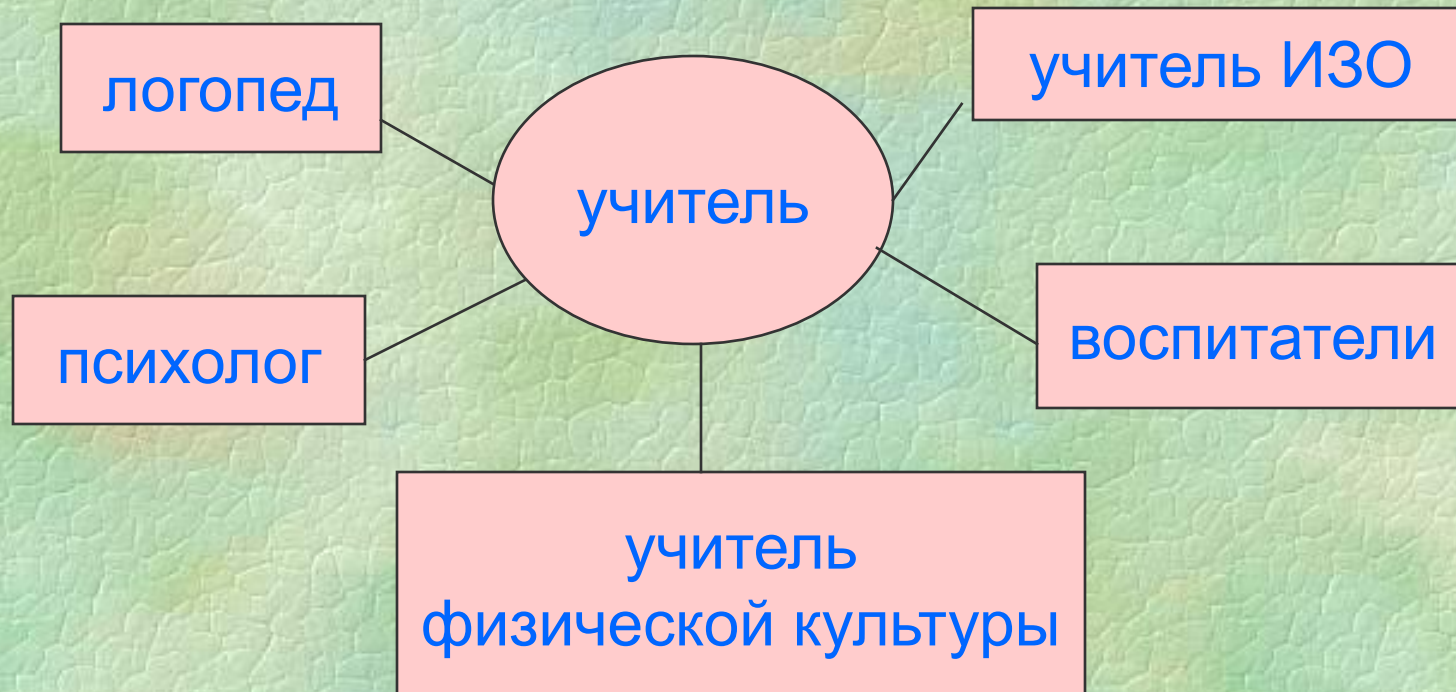 логопед
учитель ИЗО
учитель
психолог
воспитатели
учитель
физической культуры